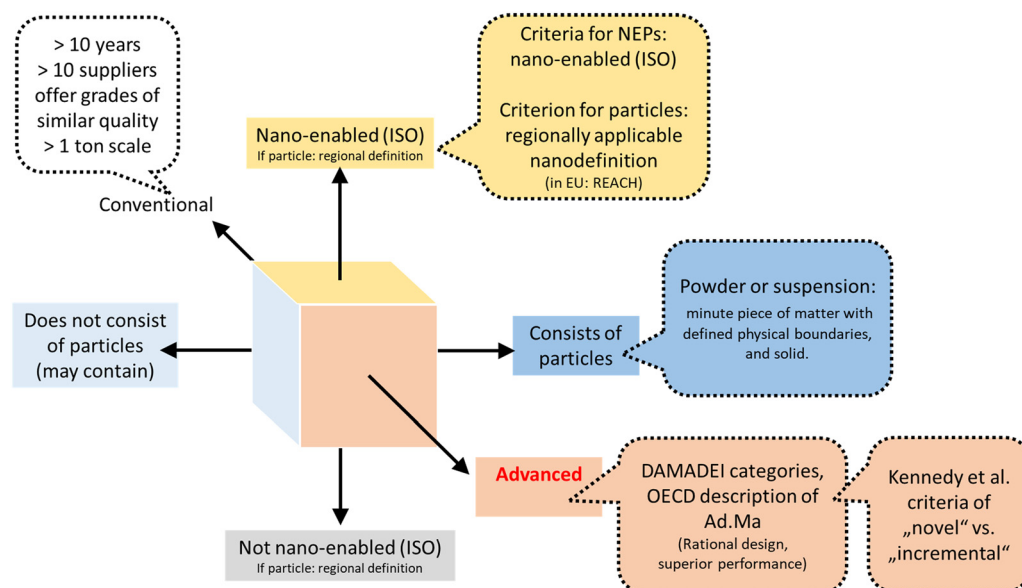 > 10 years
> 10 suppliers
offer grades of
similar quality
> 1 ton scale
Conventional
Nano-enabled (ISO)
If particle: regional definition
Criteria for NEPs:
nano-enabled (ISO)
Criterion for particles:
regionally applicable
nanodefinition
(in EU: REACH)
Does not consist
of particles
(may contain)
Consists of
particles
Powder or suspension:
minute piece of matter with
defined physical boundaries,
and solid.
Advanced
DAMADEI categories,
OECD description of
Ad.Ma
(Rational design,
superior performance)
Kennedy et al.
criteria of
„novel“ vs.
„incremental“
Not nano-enabled (ISO)
If particle: regional definition